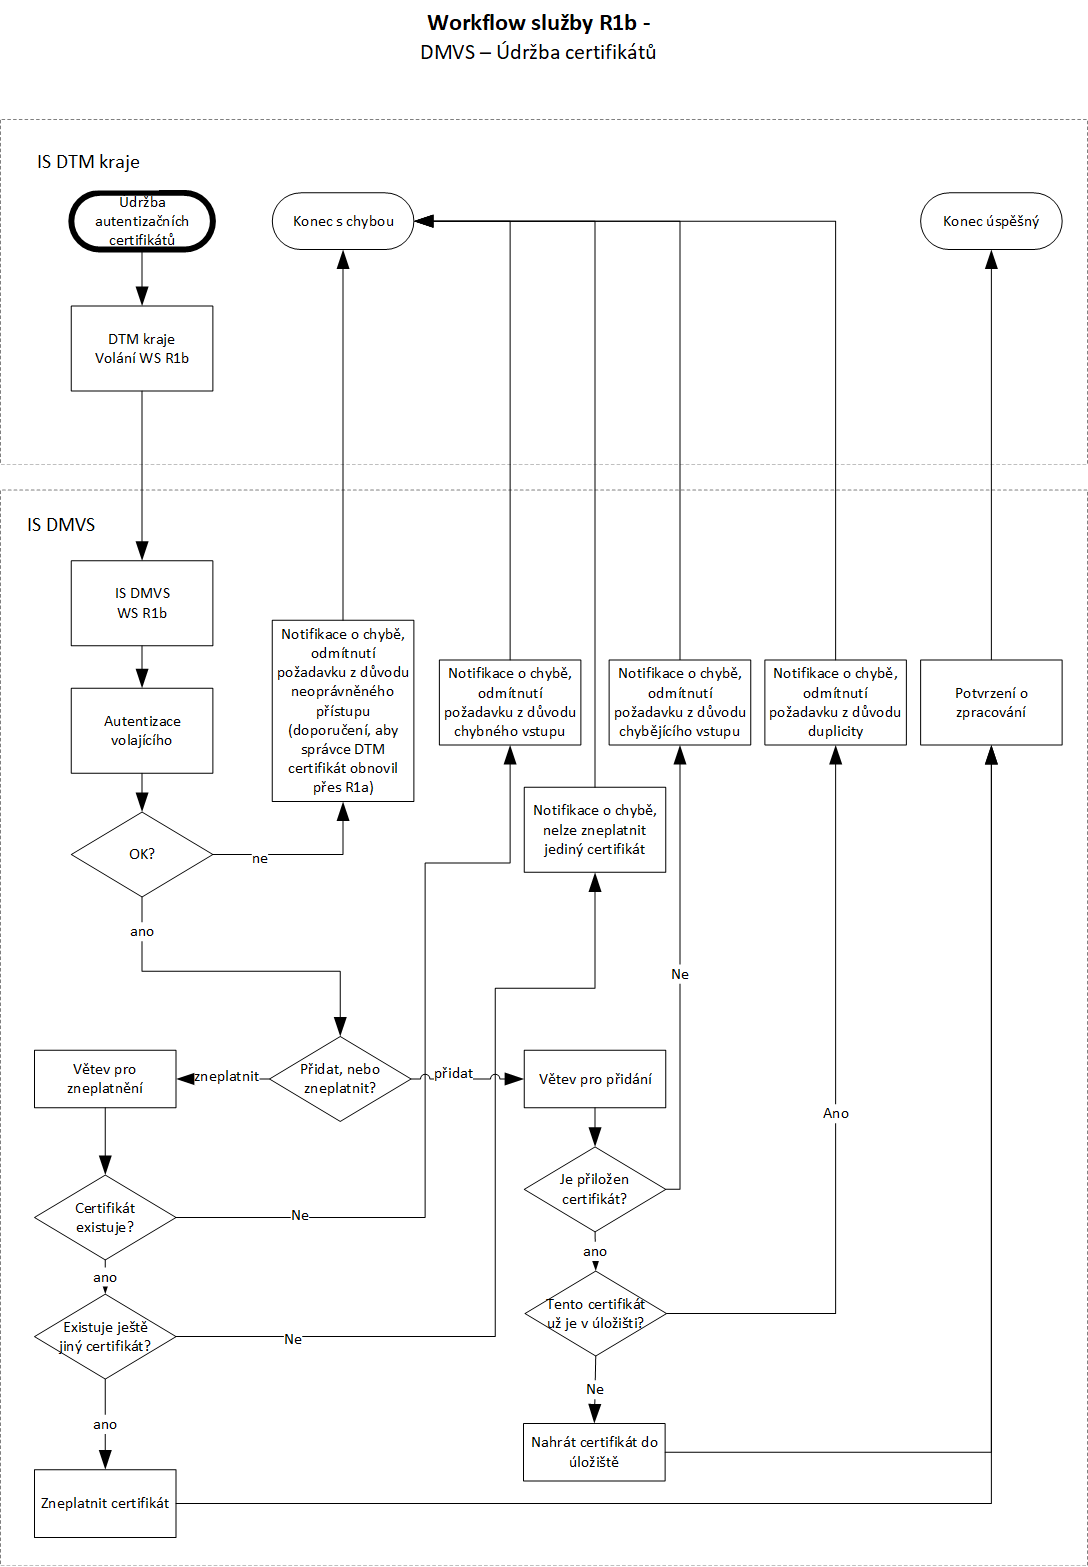 Workflow služby R1b -
DMVS – Údržba certifikátů
IS DTM kraje
Údržba
autentizačních
certifikátů
Konec s chybou
Konec úspěšný
DTM kraje
Volání WS R1b
IS DMVS
IS DMVS
WS R1b
Autentizace
volajícího
OK?
ne
ano
Notifikace o chybě,
odmítnutí
požadavku z důvodu
neoprávněného
přístupu
(doporučení, aby
správce DTM
certifikát obnovil
přes R1a)
Notifikace o chybě,
odmítnutí
požadavku z důvodu
chybného vstupu
Notifikace o chybě,
odmítnutí
požadavku z důvodu
chybějícího vstupu
Notifikace o chybě,
odmítnutí
požadavku z důvodu
duplicity
Potvrzení o
zpracování
Notifikace o chybě,
nelze zneplatnit
jediný certifikát
Ne
Větev pro
zneplatnění
zneplatnit
Přidat, nebo
zneplatnit?
přidat
Větev pro přidání
Ano
Certifikát
existuje?
Ne
ano
Je přiložen
certifikát?
ano
Existuje ještě
jiný certifikát?
Ne
ano
Tento certifikát
už je v úložišti?
Ne
Nahrát certifikát do
úložiště
Zneplatnit certifikát